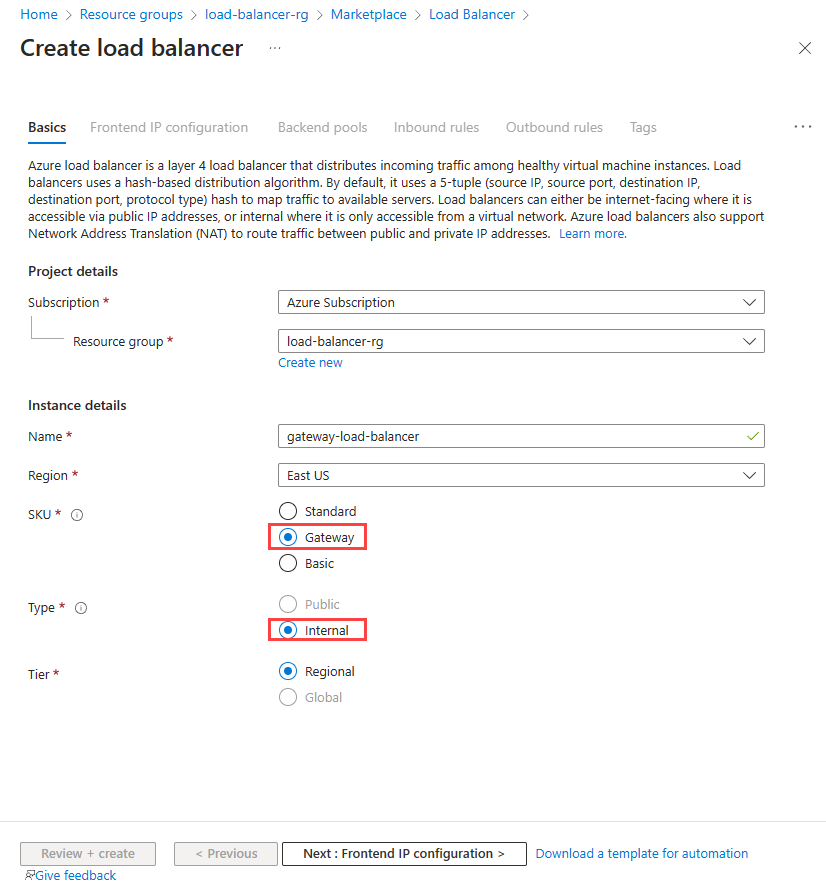 Home > Resource groups > load-balancer-rg > Marketplace > Load Balancer >
Create load balancer ...
Basics Frontend IP configuration Backend pools Inbound rules Outbound rules Tags ...
Azure load balancer is a layer 4 load balancer that distributes incoming traffic among healthy virtual machine instances. Load
balancers uses a hash-based distribution algorithm. By default, it uses a 5-tuple (source IP, source port, destination IP,
destination port, protocol type) hash to map traffic to available servers. Load balancers can either be internet-facing where it is
accessible via public IP addresses, or internal where it is only accessible from a virtual network. Azure load balancers also support
Network Address Translation (NAT) to route traffic between public and private IP addresses. Learn more.
Project details
Subscription * Azure Subscription
Resource group * load-balancer-rg
Create new
Instance details
Name * gateway-load-balancer
Region * East US
SKU * Standard
Gateway
Basic
Type * Public
Internal
Tier * Regional
Global
Review + create < Previous Next : Frontend IP configuration > Download a template for automation
Give feedback